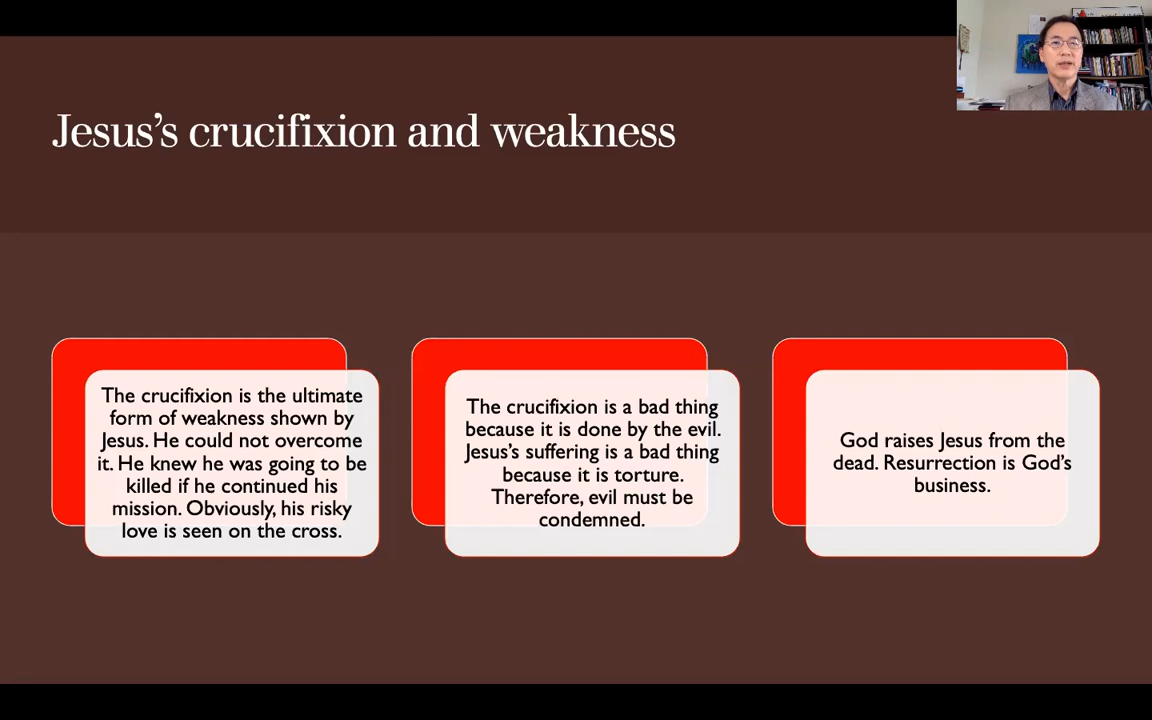 Jesus’s crucifixion and weakness
The crucifixion is the ultimate
form of weakness shown by
Jesus. He could not overcome
it. He knew he was going to be
killed if he continued his
mission. Obviously, his risky
love is seen on the cross.
The crucifixion is a bad thing
because it is done by the evil.
Jesus’s suffering is a bad thing
because it is torture.
Therefore, evil must be
condemned.
God raises Jesus from the
dead. Resurrection is God’s
business.